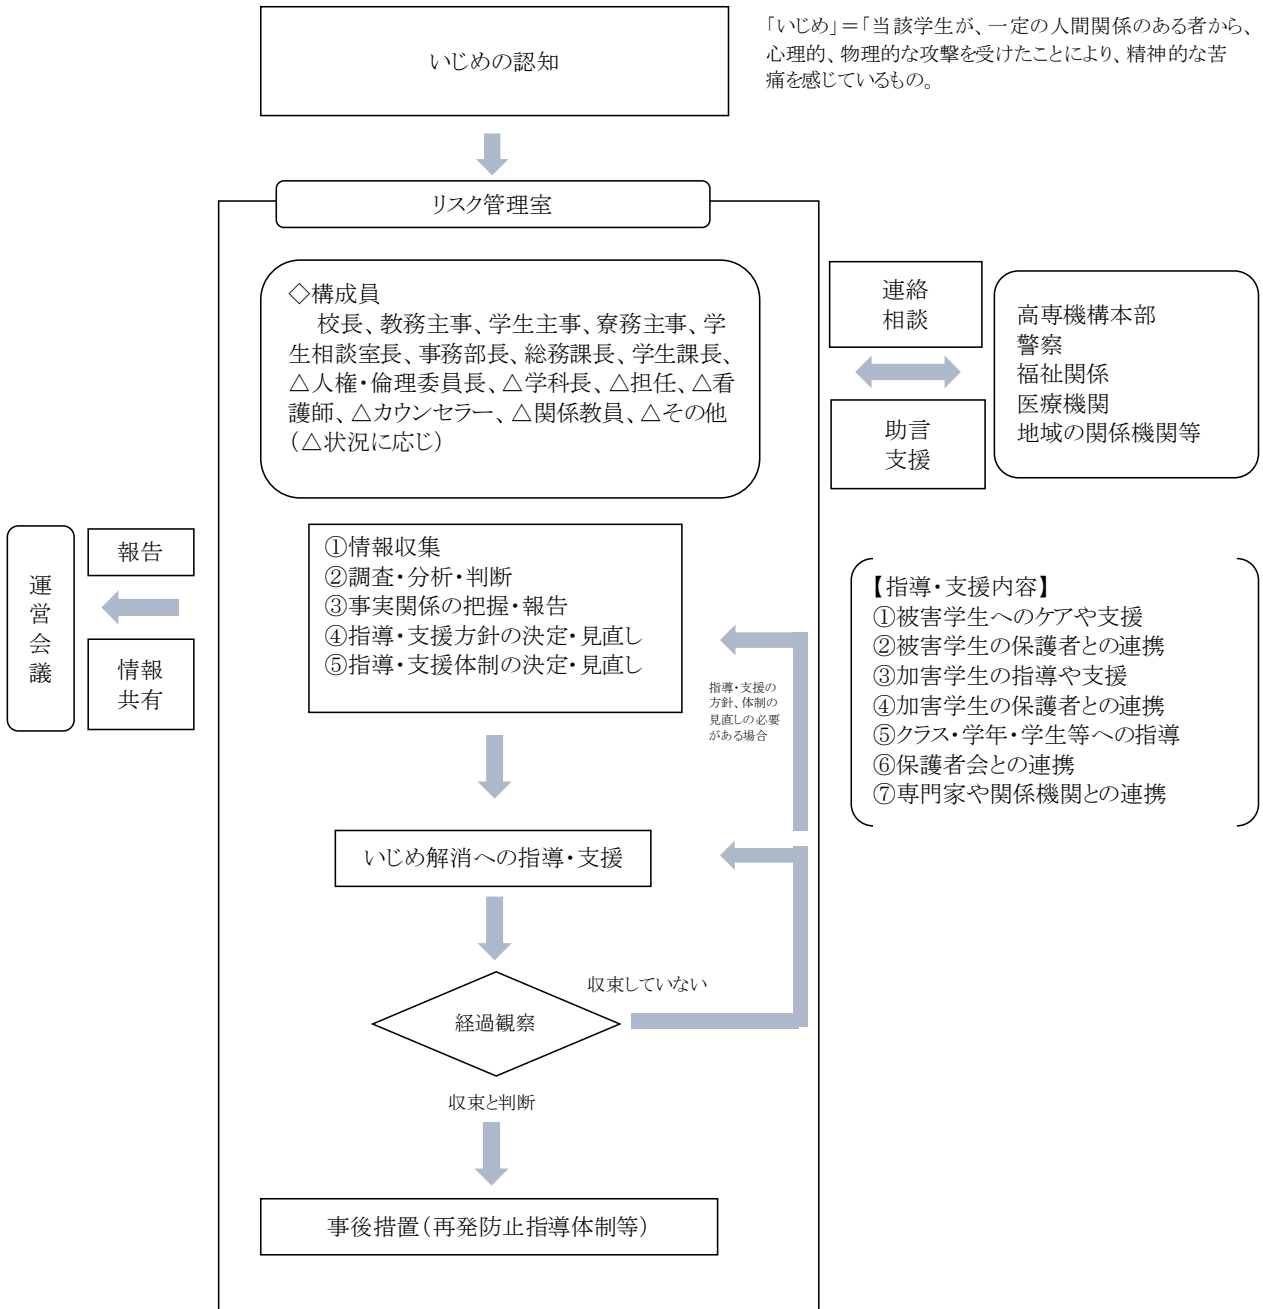 いじめの認知
「いじめ」＝「当該学生が、一定の人間関係のある者から、
心理的、物理的な攻撃を受けたことにより、精神的な苦
痛を感じているもの。
リスク管理室
◇構成員
校長、教務主事、学生主事、寮務主事、学
生相談室長、事務部長、総務課長、学生課長、
△人権・倫理委員長、△学科長、△担任、△看
護師、△カウンセラー、△関係教員、△その他
（△状況に応じ）
連絡
相談
助言
支援
高専機構本部
警察
福祉関係
医療機関
地域の関係機関等
運営会議
報告
情報
共有
①情報収集
②調査・分析・判断
③事実関係の把握・報告
④指導・支援方針の決定・見直し
⑤指導・支援体制の決定・見直し
指導・支援の
方針、体制の
見直しの必要
がある場合
【指導・支援内容】
①被害学生へのケアや支援
②被害学生の保護者との連携
③加害学生の指導や支援
④加害学生の保護者との連携
⑤クラス・学年・学生等への指導
⑥保護者会との連携
⑦専門家や関係機関との連携
いじめ解消への指導・支援
収束していない
経過観察
収束と判断
事後措置（再発防止指導体制等）